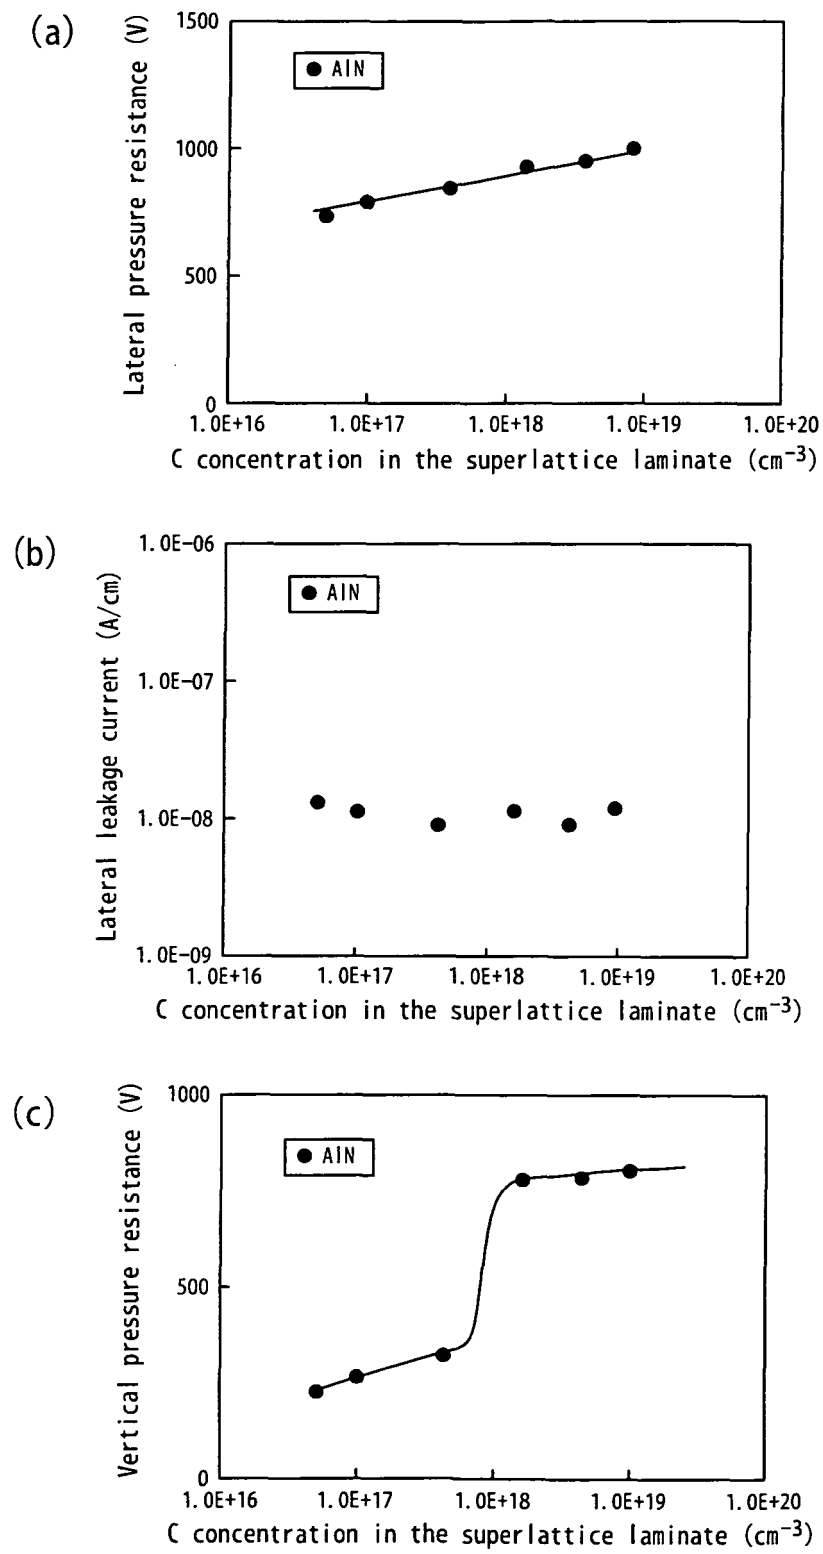 (a)
Lateral pressure resistance (V)
1500
1000
500
0
AlN
1.0E+16 1.0E+17 1.0E+18 1.0E+19 1.0E+20
C concentration in the superlattice laminate (cm⁻³)
(b)
Lateral leakage current (A/cm)
1.0E-06
1.0E-07
1.0E-08
1.0E-09
AlN
1.0E+16 1.0E+17 1.0E+18 1.0E+19 1.0E+20
C concentration in the superlattice laminate (cm⁻³)
(c)
Vertical pressure resistance (V)
1000
500
0
AlN
1.0E+16 1.0E+17 1.0E+18 1.0E+19 1.0E+20
C concentration in the superlattice laminate (cm⁻³)